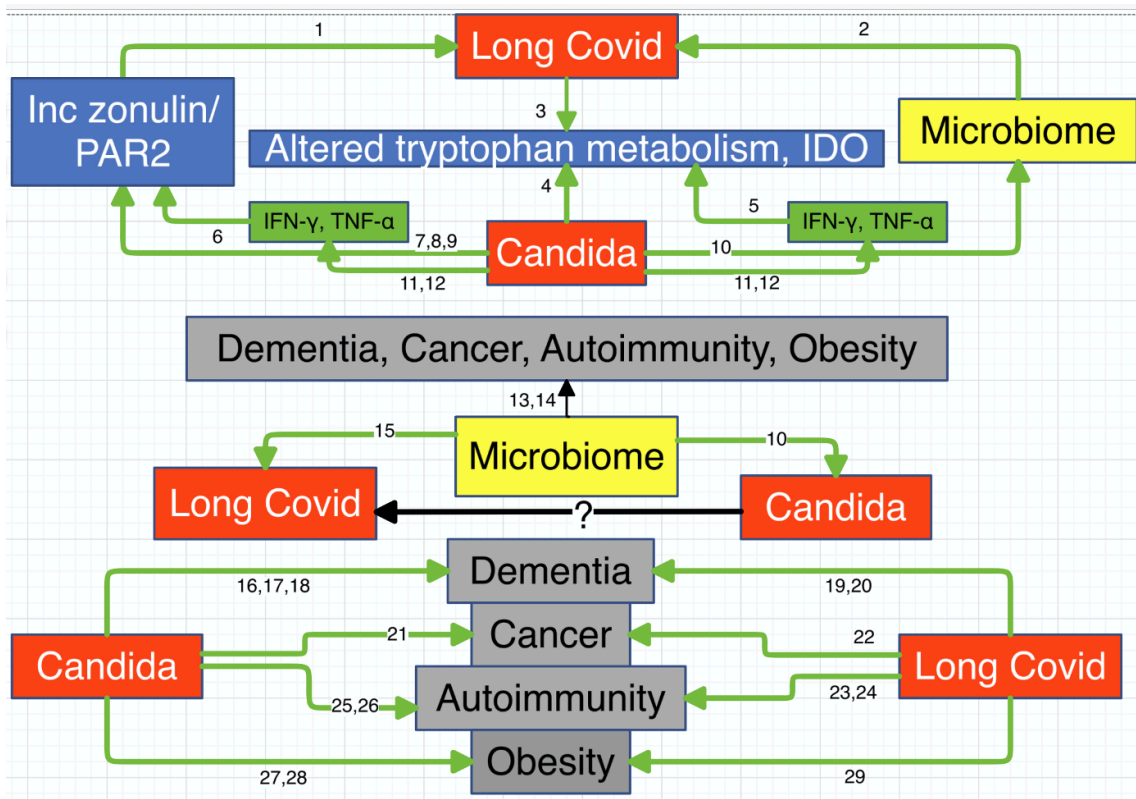 1
2
Long Covid
Inc zonulin/
PAR2
3
Microbiome
Altered tryptophan metabolism, IDO
4
IFN-γ, TNF-α
5
IFN-γ, TNF-α
6
7,8,9
Candida
10
11,12
11,12
Dementia, Cancer, Autoimmunity, Obesity
13,14
15
Microbiome
10
Long Covid
?
Candida
Dementia
16,17,18
19,20
Candida
21
Cancer
22
Long Covid
25,26
Autoimmunity
23,24
Obesity
27,28
29